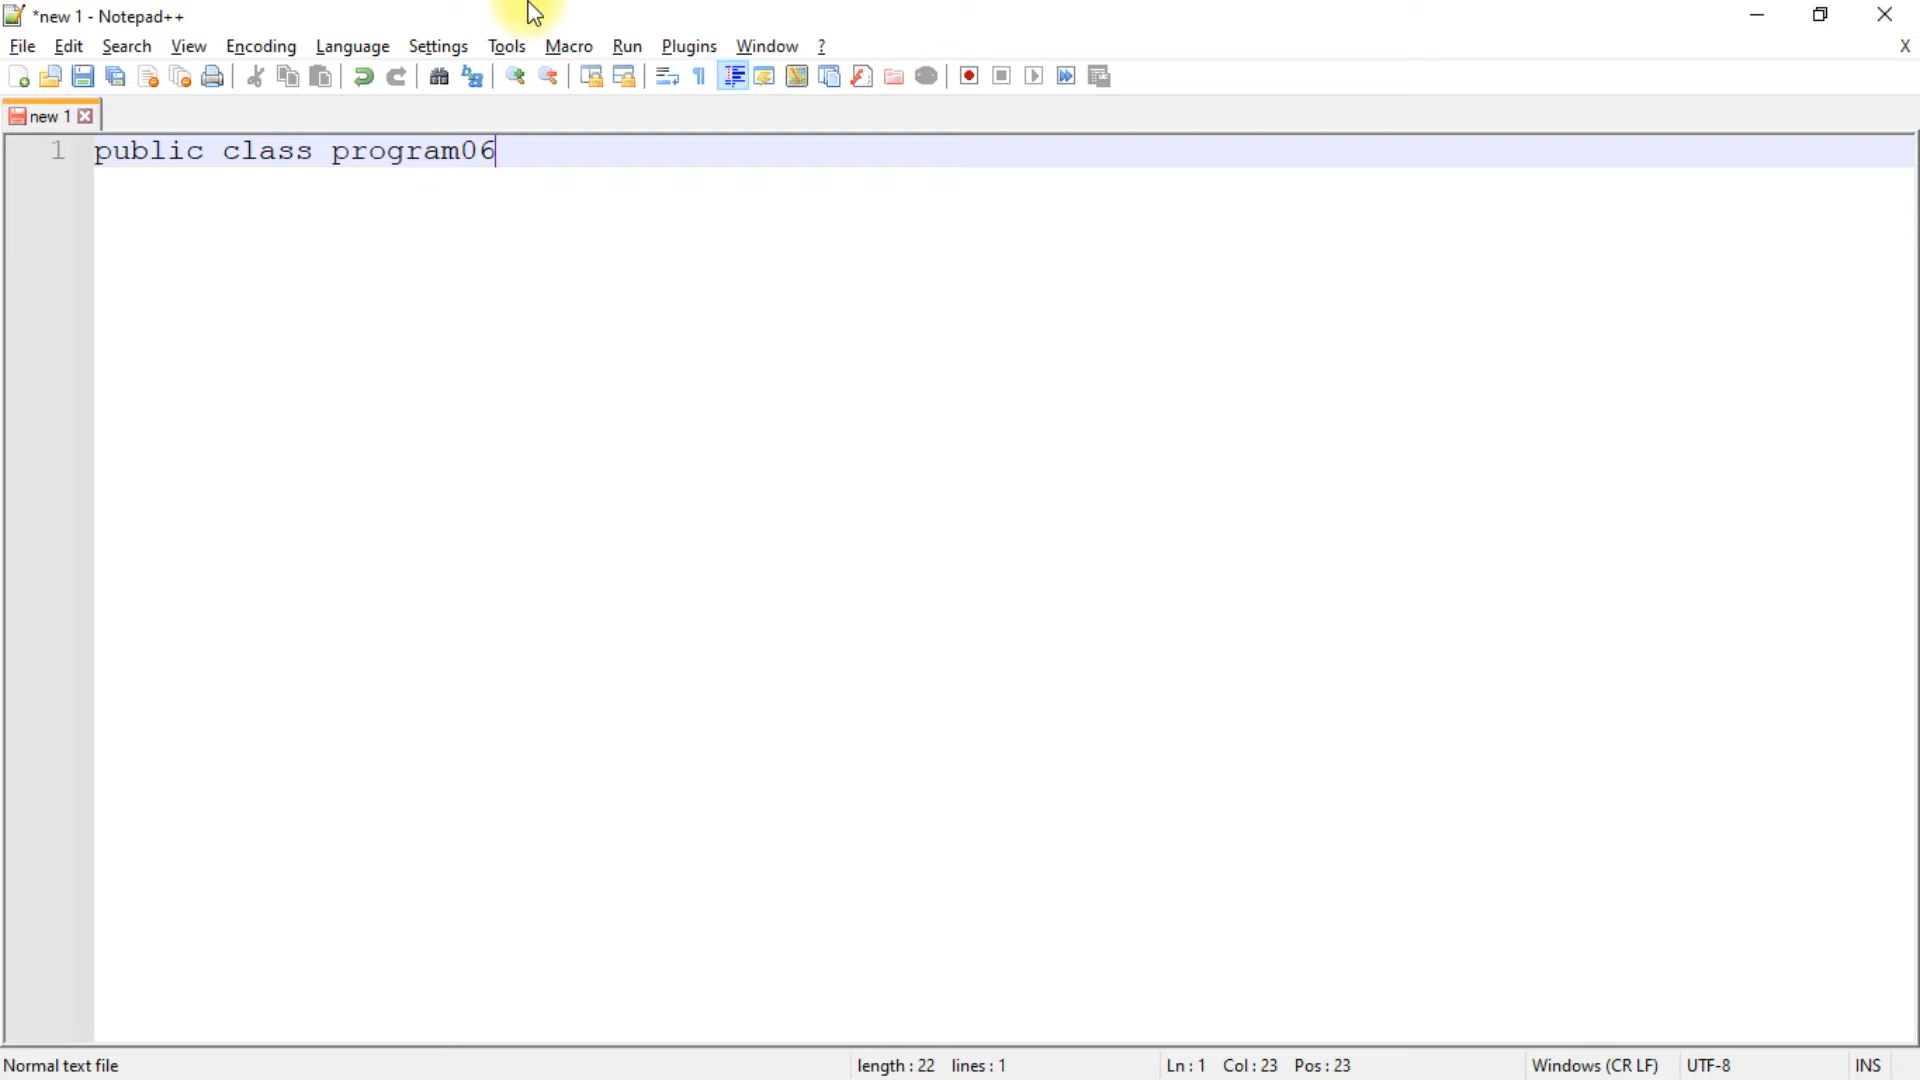 *new 1 - Notepad++
File Edit Search View Encoding Language Settings Tools Macro Run Plugins Window ? X
new 1
1 public class program06
Normal text file length : 22 lines : 1 Ln : 1 Col : 23 Pos : 23 Windows (CR LF) UTF-8 INS